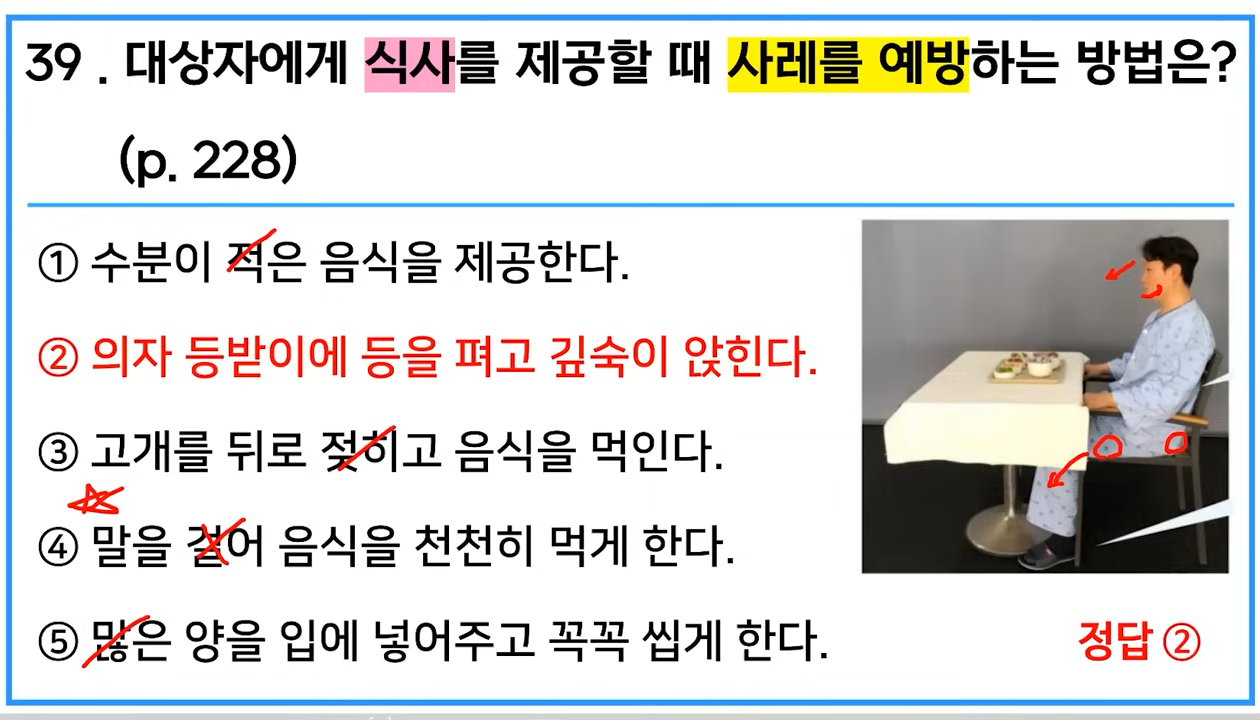 39 . 대상자에게 식사를 제공할 때 사레를 예방하는 방법은?
(p. 228)
① 수분이 적은 음식을 제공한다.
② 의자 등받이에 등을 펴고 깊숙이 앉힌다.
③ 고개를 뒤로 젖히고 음식을 먹인다.
④ 말을 걸어 음식을 천천히 먹게 한다.
⑤ 많은 양을 입에 넣어주고 꼭꼭 씹게 한다.
정답 ②